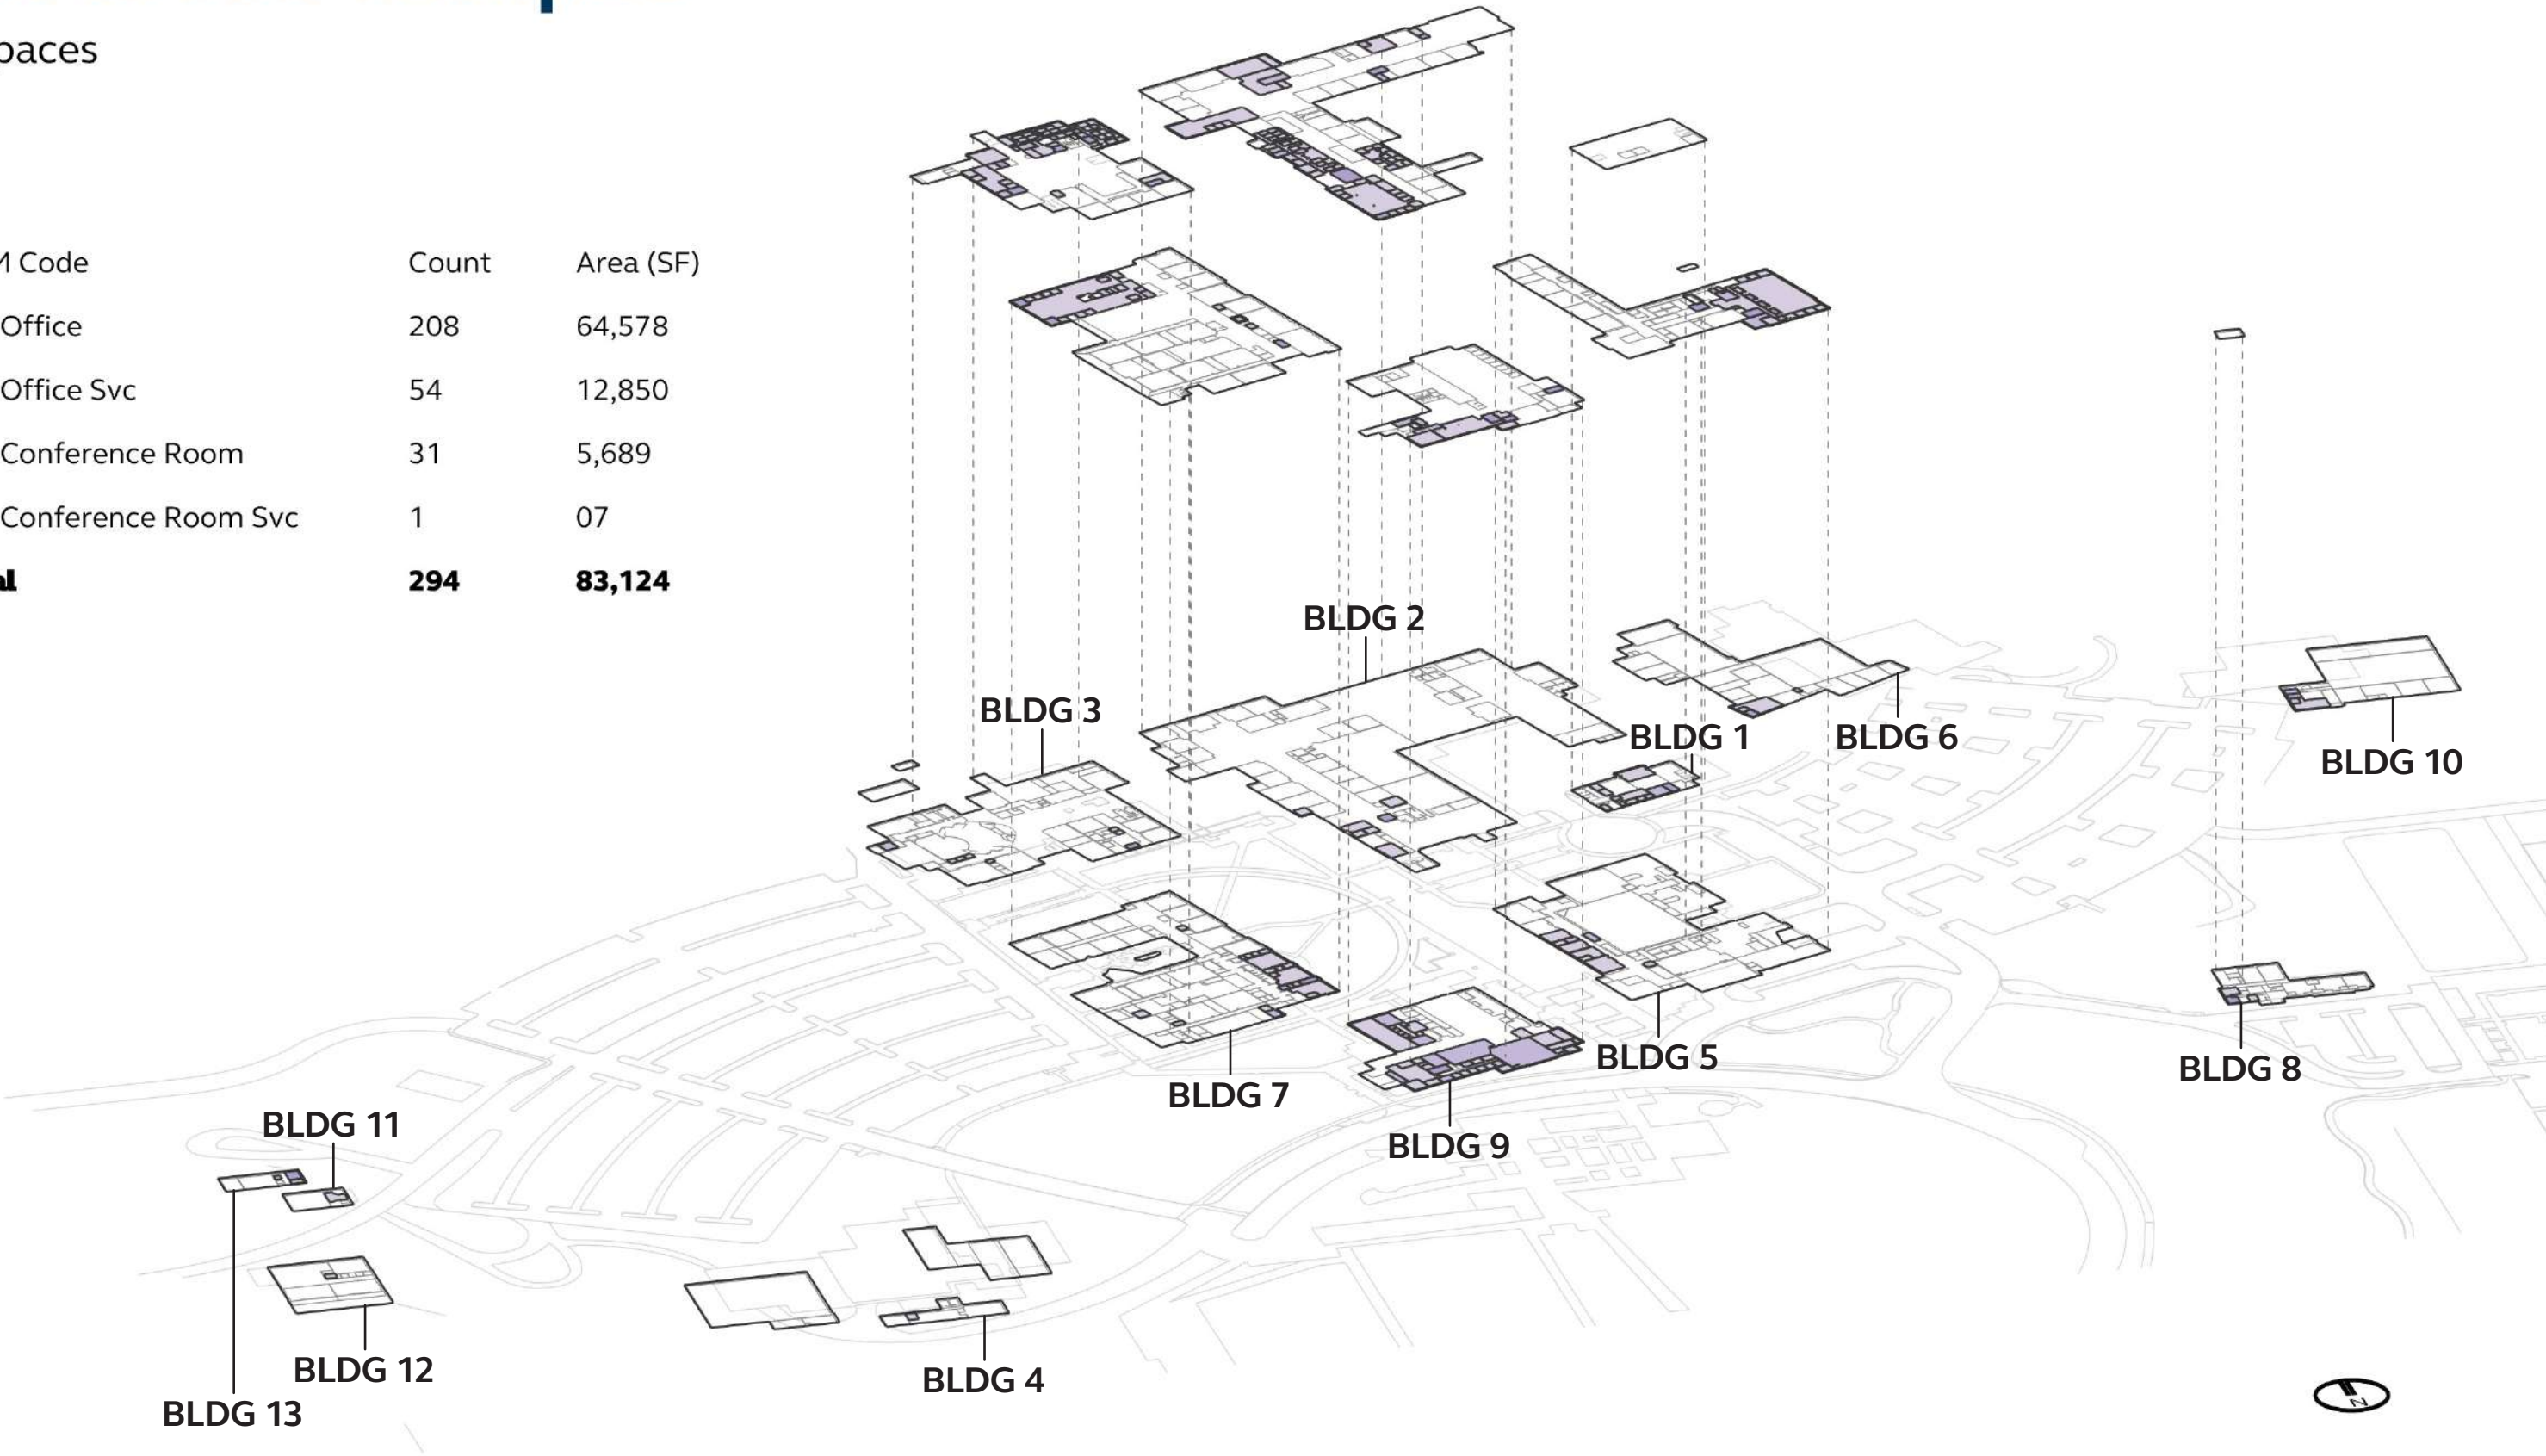 paces
M Code Count Area (SF)
Office 208 64,578
Office Svc 54 12,850
Conference Room 31 5,689
Conference Room Svc 1 07
al 294 83,124
BLDG 2
BLDG 3
BLDG 1
BLDG 6
BLDG 10
BLDG 5
BLDG 8
BLDG 7
BLDG 11
BLDG 9
BLDG 12
BLDG 4
BLDG 13
N